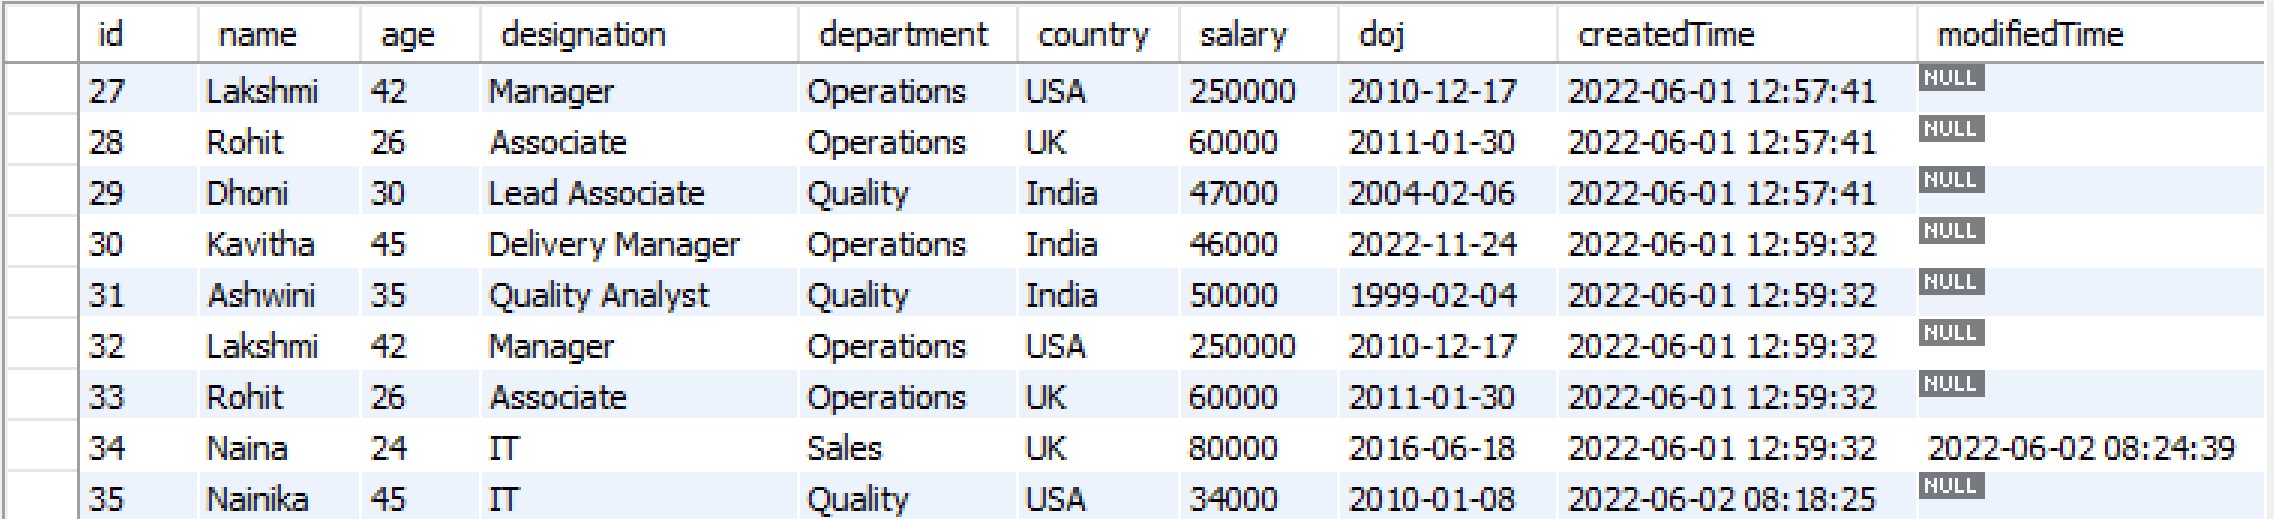 id name age designation department country salary doj createdTime modifiedTime
27 Lakshmi 42 Manager Operations USA 250000 2010-12-17 2022-06-01 12:57:41 NULL
28 Rohit 26 Associate Operations UK 60000 2011-01-30 2022-06-01 12:57:41 NULL
29 Dhoni 30 Lead Associate Quality India 47000 2004-02-06 2022-06-01 12:57:41 NULL
30 Kavitha 45 Delivery Manager Operations India 46000 2022-11-24 2022-06-01 12:59:32 NULL
31 Ashwini 35 Quality Analyst Quality India 50000 1999-02-04 2022-06-01 12:59:32 NULL
32 Lakshmi 42 Manager Operations USA 250000 2010-12-17 2022-06-01 12:59:32 NULL
33 Rohit 26 Associate Operations UK 60000 2011-01-30 2022-06-01 12:59:32 NULL
34 Naina 24 IT Sales UK 80000 2016-06-18 2022-06-01 12:59:32 2022-06-02 08:24:39
35 Nainika 45 IT Quality USA 34000 2010-01-08 2022-06-02 08:18:25 NULL